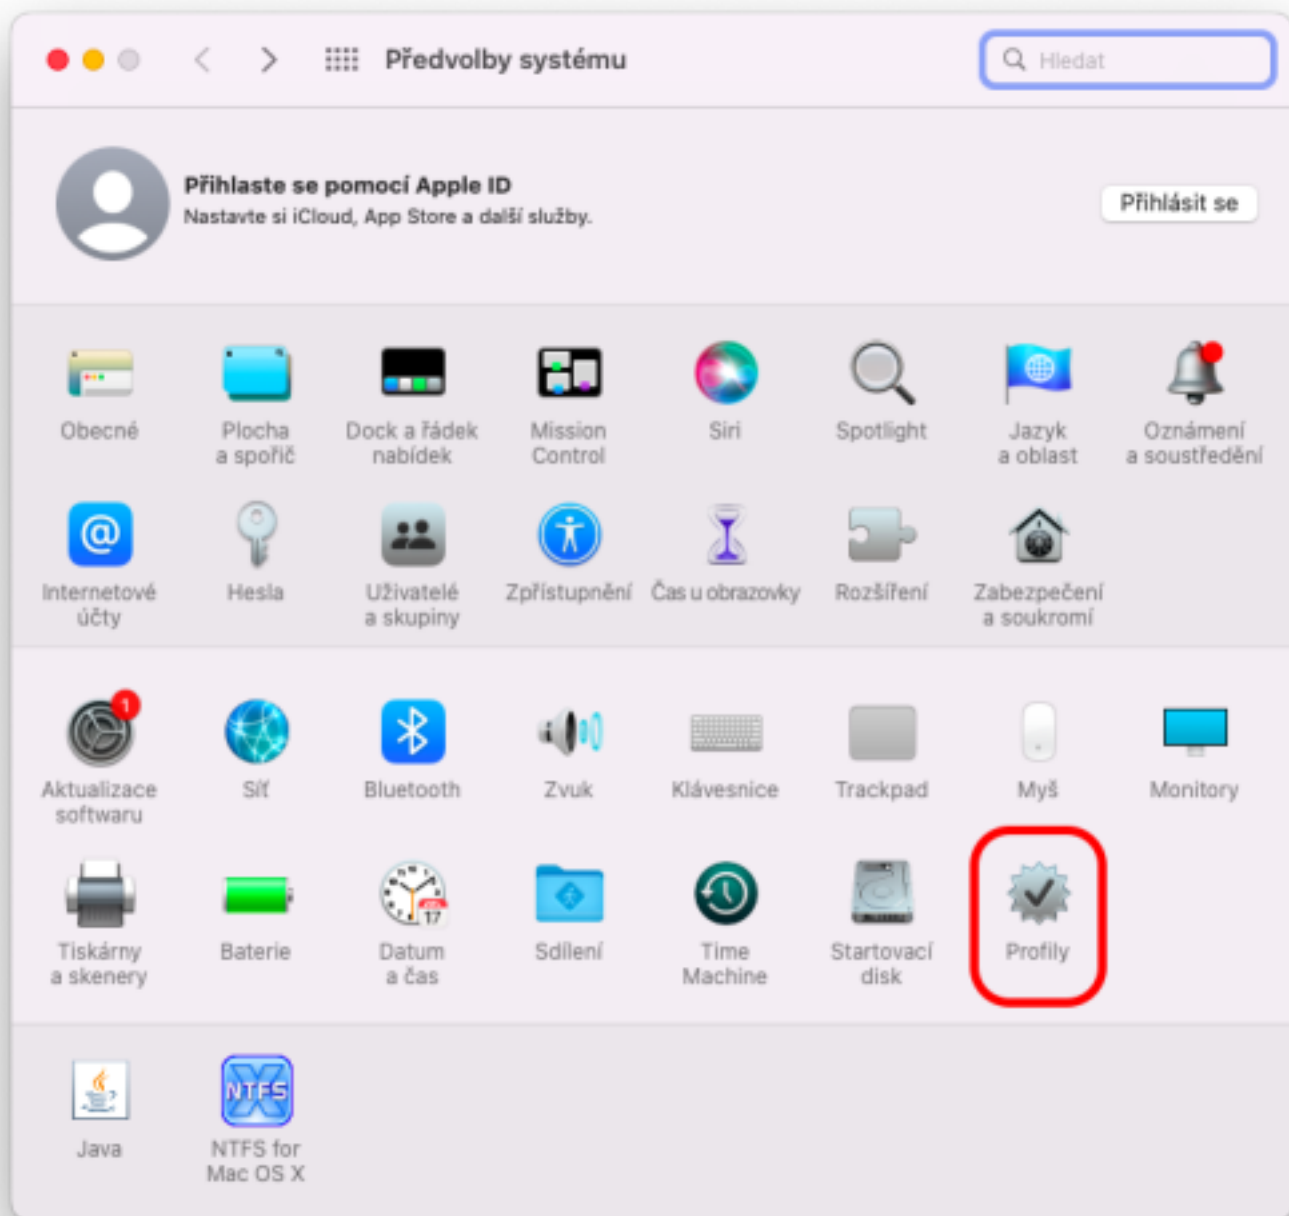 Předvolby systému
Hledat
Přihlaste se pomocí Apple ID
Nastavte si iCloud, App Store a další služby.
Přihlásit se
Obecné
Plocha
a spořič
Dock a řádek
nabídek
Mission
Control
Siri
Spotlight
Jazyk
a oblast
Oznámení
a soustředění
@
Internetové
účty
Hesla
Uživatelé
a skupiny
Zpřístupnění
Čas u obrazovky
Rozšíření
Zabezpečení
a soukromí
1
Aktualizace
softwaru
Síť
Bluetooth
Zvuk
Klávesnice
Trackpad
Myš
Monitory
Tiskárny
a skenery
Baterie
17
Datum
a čas
Sdílení
Time
Machine
Startovací
disk
Profily
Java
NTFS
X
NTFS for
Mac OS X